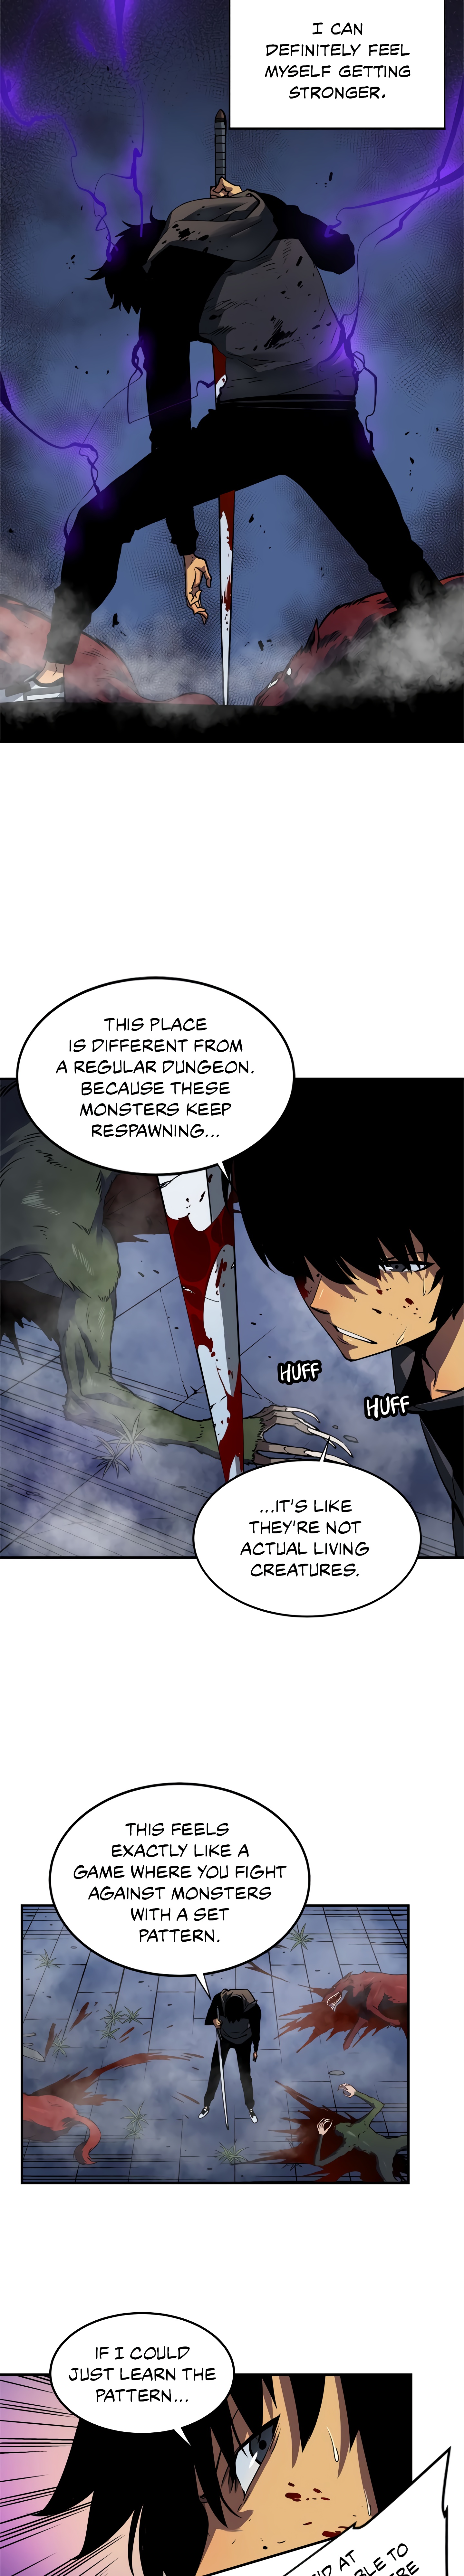 I CAN
DEFINITELY FEEL
MYSELF GETTING
STRONGER.
THIS PLACE
IS DIFFERENT FROM
A REGULAR DUNGEON.
BECAUSE THESE
MONSTERS KEEP
RESPAWNING...
HUFF
HUFF
...IT'S LIKE
THEY'RE NOT
ACTUAL LIVING
CREATURES.
THIS FEELS
EXACTLY LIKE A
GAME WHERE YOU FIGHT
AGAINST MONSTERS
WITH A SET
PATTERN.
IF I COULD
JUST LEARN THE
PATTERN...
AT
TO